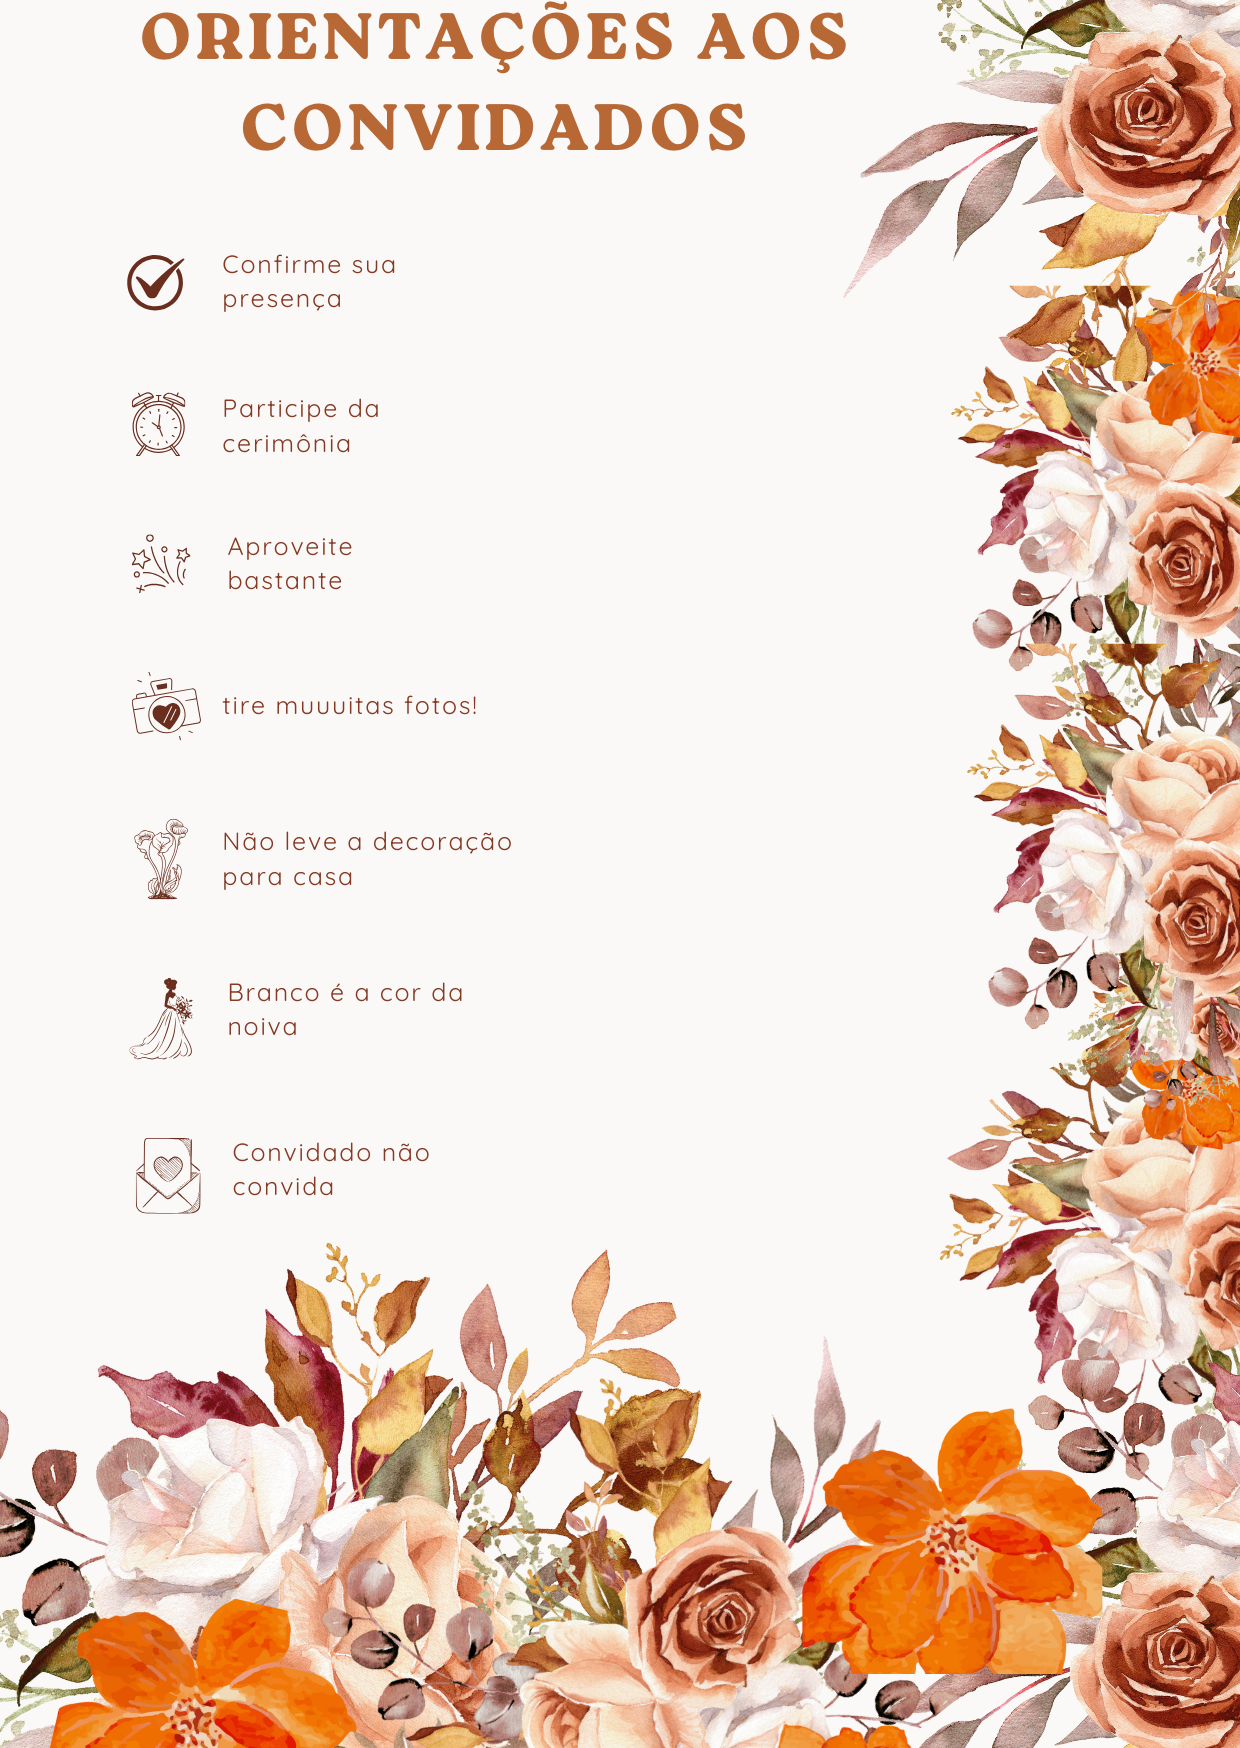 ORIENTAÇÕES AOS
CONVIDADOS
Confirme sua
presença
Participe da
cerimônia
Aproveite
bastante
tire muuuitas fotos!
Não leve a decoração
para casa
Branco é a cor da
noiva
Convidado não
convida